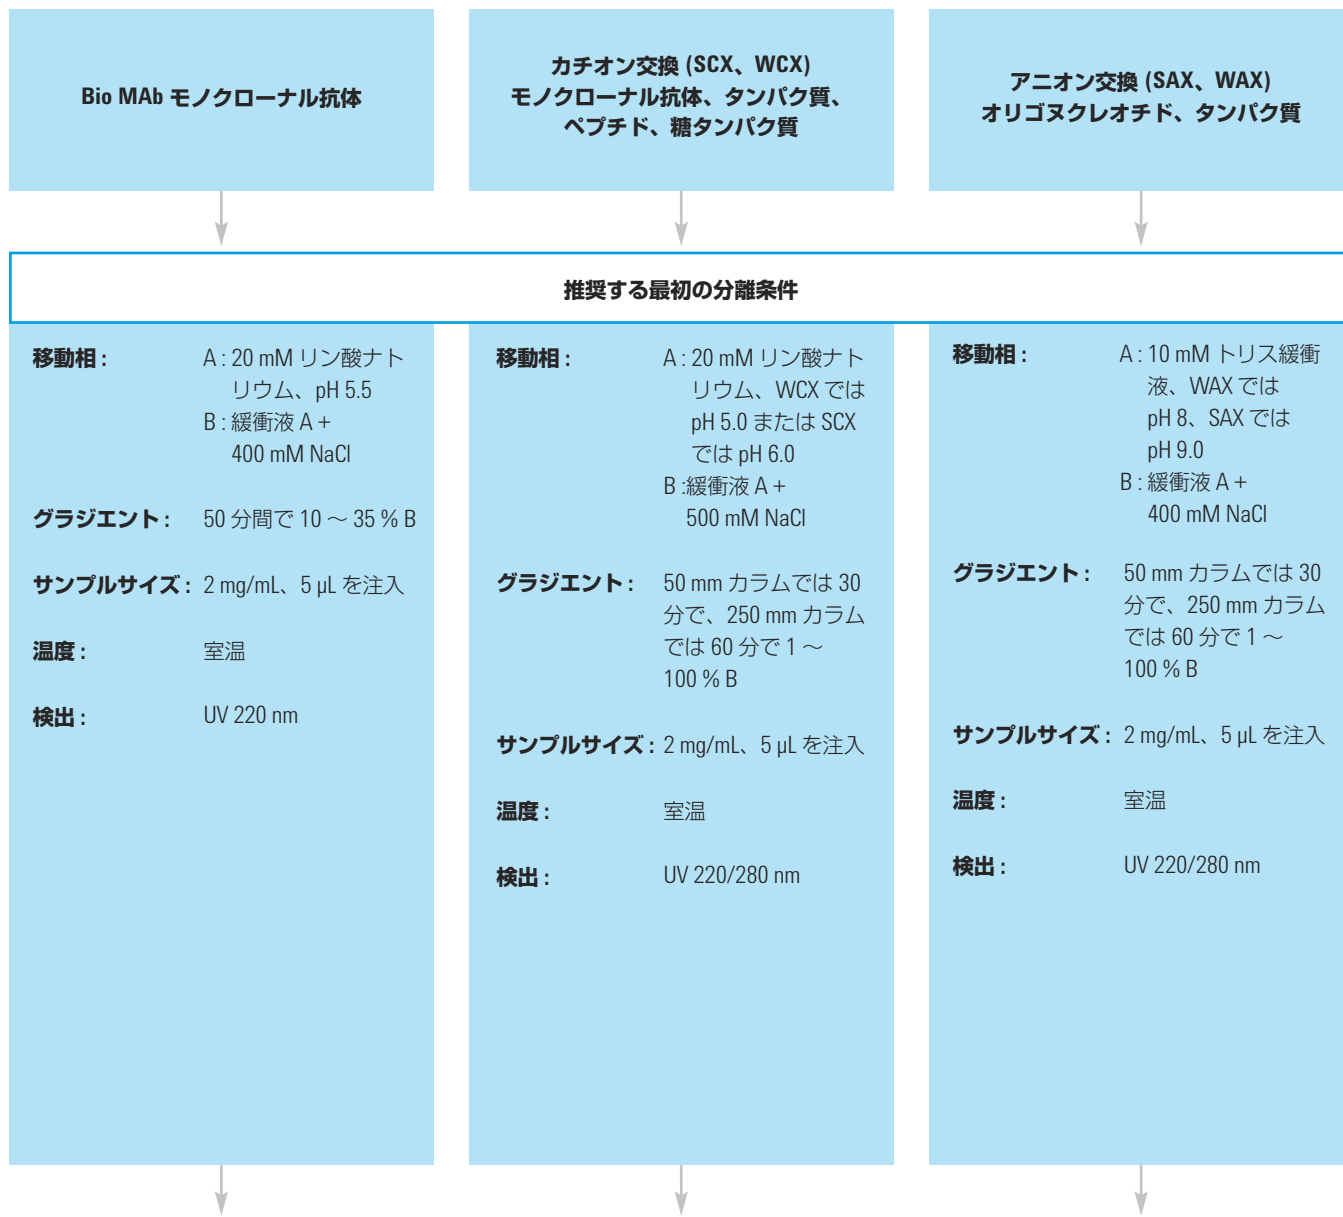 Bio MAb モノクローナル抗体
カチオン交換 (SCX、WCX)
モノクローナル抗体、タンパク質、
ペプチド、糖タンパク質
アニオン交換 (SAX、WAX)
オリゴヌクレオチド、タンパク質
推奨する最初の分離条件
移動相 : A : 20 mM リン酸ナト
リウム、pH 5.5
B : 緩衝液 A +
400 mM NaCl
グラジエント : 50 分間で 10 ~ 35 % B
サンプルサイズ : 2 mg/mL、5 µL を注入
温度 : 室温
検出 : UV 220 nm
移動相 : A : 20 mM リン酸ナト
リウム、WCX では
pH 5.0 または SCX
では pH 6.0
B :緩衝液 A +
500 mM NaCl
グラジエント : 50 mm カラムでは 30
分で、250 mm カラム
では 60 分で 1 ~
100 % B
サンプルサイズ : 2 mg/mL、5 µL を注入
温度 : 室温
検出 : UV 220/280 nm
移動相 : A : 10 mM トリス緩衝
液、WAX では
pH 8、SAX では
pH 9.0
B : 緩衝液 A +
400 mM NaCl
グラジエント : 50 mm カラムでは 30
分で、250 mm カラム
では 60 分で 1 ~
100 % B
サンプルサイズ : 2 mg/mL、5 µL を注入
温度 : 室温
検出 : UV 220/280 nm